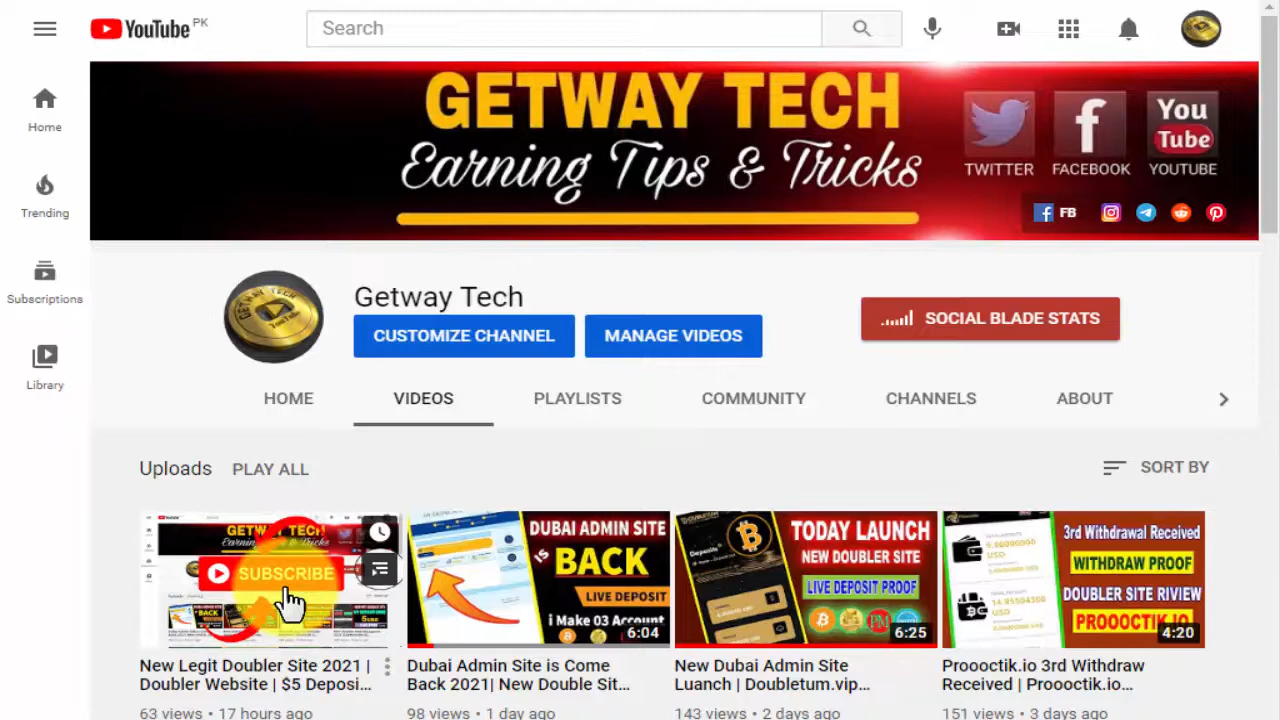 YouTube PK
Search
Home
Trending
Subscriptions
Library
GETWAY TECH
Earning Tips & Tricks
TWITTER
FACEBOOK
You
Tube
YOUTUBE
FB
GETWAY TECH
YouTube
Getway Tech
CUSTOMIZE CHANNEL
MANAGE VIDEOS
SOCIAL BLADE STATS
HOME
VIDEOS
PLAYLISTS
COMMUNITY
CHANNELS
ABOUT
Uploads
PLAY ALL
SORT BY
SUBSCRIBE
New Legit Doubler Site 2021 |
Doubler Website | $5 Deposi...
63 views • 17 hours ago
DUBAI ADMIN SITE
BACK
LIVE DEPOSIT
i Make 03 Account
6:04
Dubai Admin Site is Come
Back 2021| New Double Sit...
98 views • 1 day ago
TODAY LAUNCH
NEW DOUBLER SITE
LIVE DEPOSIT PROOF
6:25
New Dubai Admin Site
Luanch | Doubletum.vip...
143 views • 2 days ago
3rd Withdrawal Received
WITHDRAW PROOF
DOUBLER SITE RIVIEW
PROOOCTIK.IO
4:20
Proooctik.io 3rd Withdraw
Received | Proooctik.io...
151 views • 3 days ago